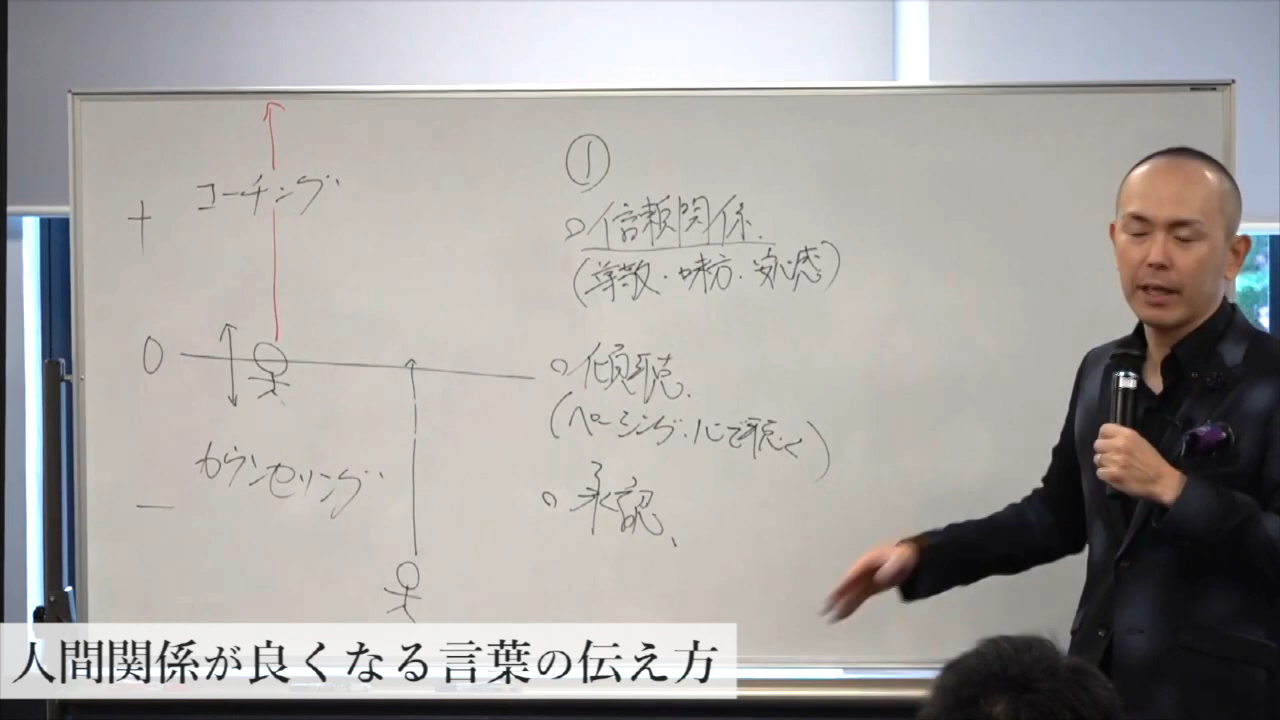 コーチング
+
0
カウンセリング
−
①
○信頼関係.
(尊敬・味方・安心感)
○傾聴.
(ペーシング・心で聴く)
○承認、
人間関係が良くなる言葉の伝え方